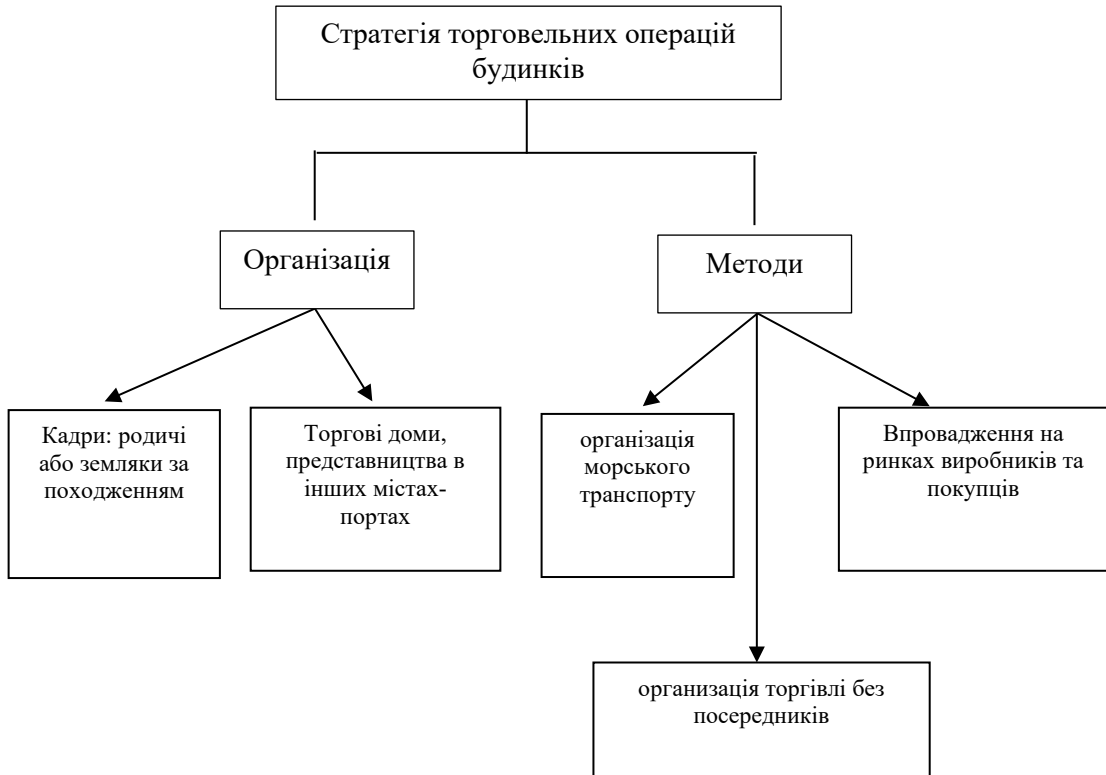 Стратегія торговельних операцій
будинків
Організація
Методи
Кадри: родичі
або земляки за
походженням
Торгові доми,
представництва в
інших містах-
портах
організація
морського
транспорту
Впровадження на
ринках виробників та
покупців
организація торгівлі без
посередників